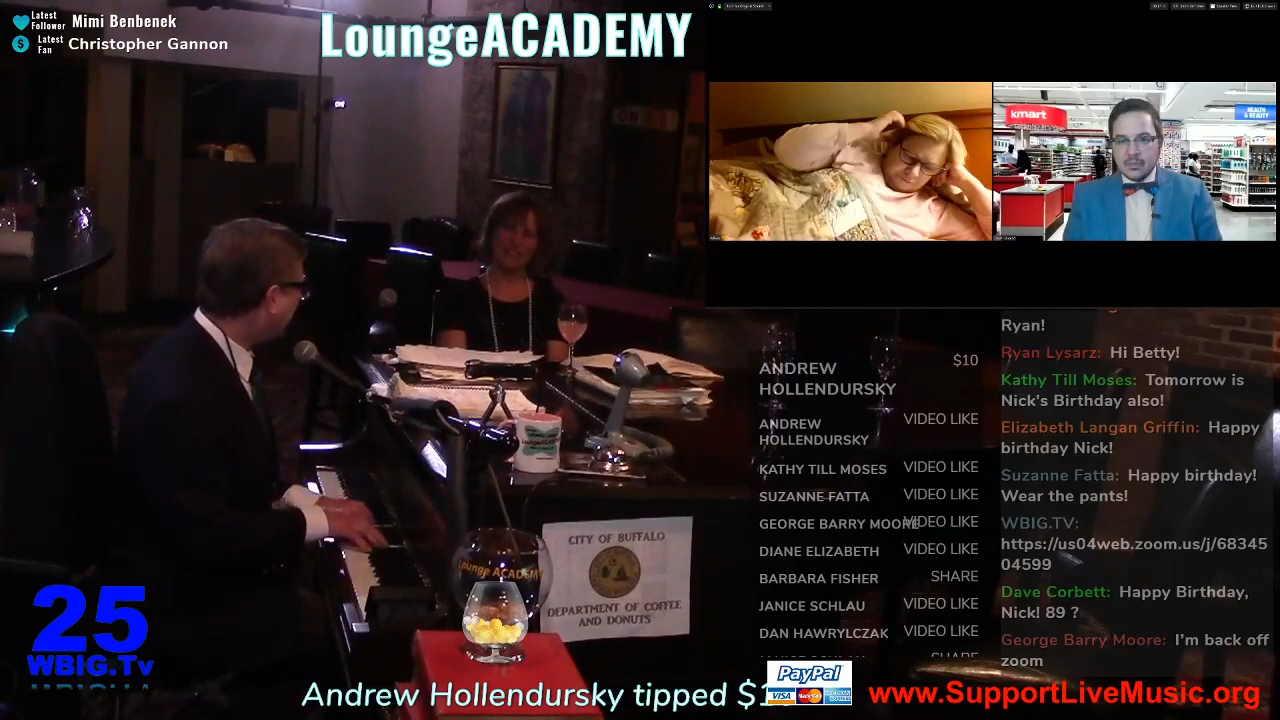 Latest
Follower
Mimi Benbenek
Latest
Fan
Christopher Gannon
LoungeACADEMY
kmart
HEALTH
& BEAUTY
ANDREW
HOLLENDURSKY
$10
ANDREW
HOLLENDURSKY
VIDEO LIKE
KATHY TILL MOSES VIDEO LIKE
SUZANNE FATTA VIDEO LIKE
GEORGE BARRY MOORE VIDEO LIKE
DIANE ELIZABETH VIDEO LIKE
BARBARA FISHER SHARE
JANICE SCHLAU VIDEO LIKE
DAN HAWRYLCZAK VIDEO LIKE
Ryan!
Ryan Lysarz: Hi Betty!
Kathy Till Moses: Tomorrow is
Nick's Birthday also!
Elizabeth Langan Griffin: Happy
birthday Nick!
Suzanne Fatta: Happy birthday!
Wear the pants!
WBIG.TV:
https://us04web.zoom.us/j/68345
04599
Dave Corbett: Happy Birthday,
Nick! 89 ?
George Barry Moore: I'm back off
zoom
Lounge ACADEMY
CITY OF BUFFALO
DEPARTMENT OF COFFEE
AND DONUTS
25
WBIG.Tv
Andrew Hollendursky tipped
PayPal
VISA
www.SupportLiveMusic.org